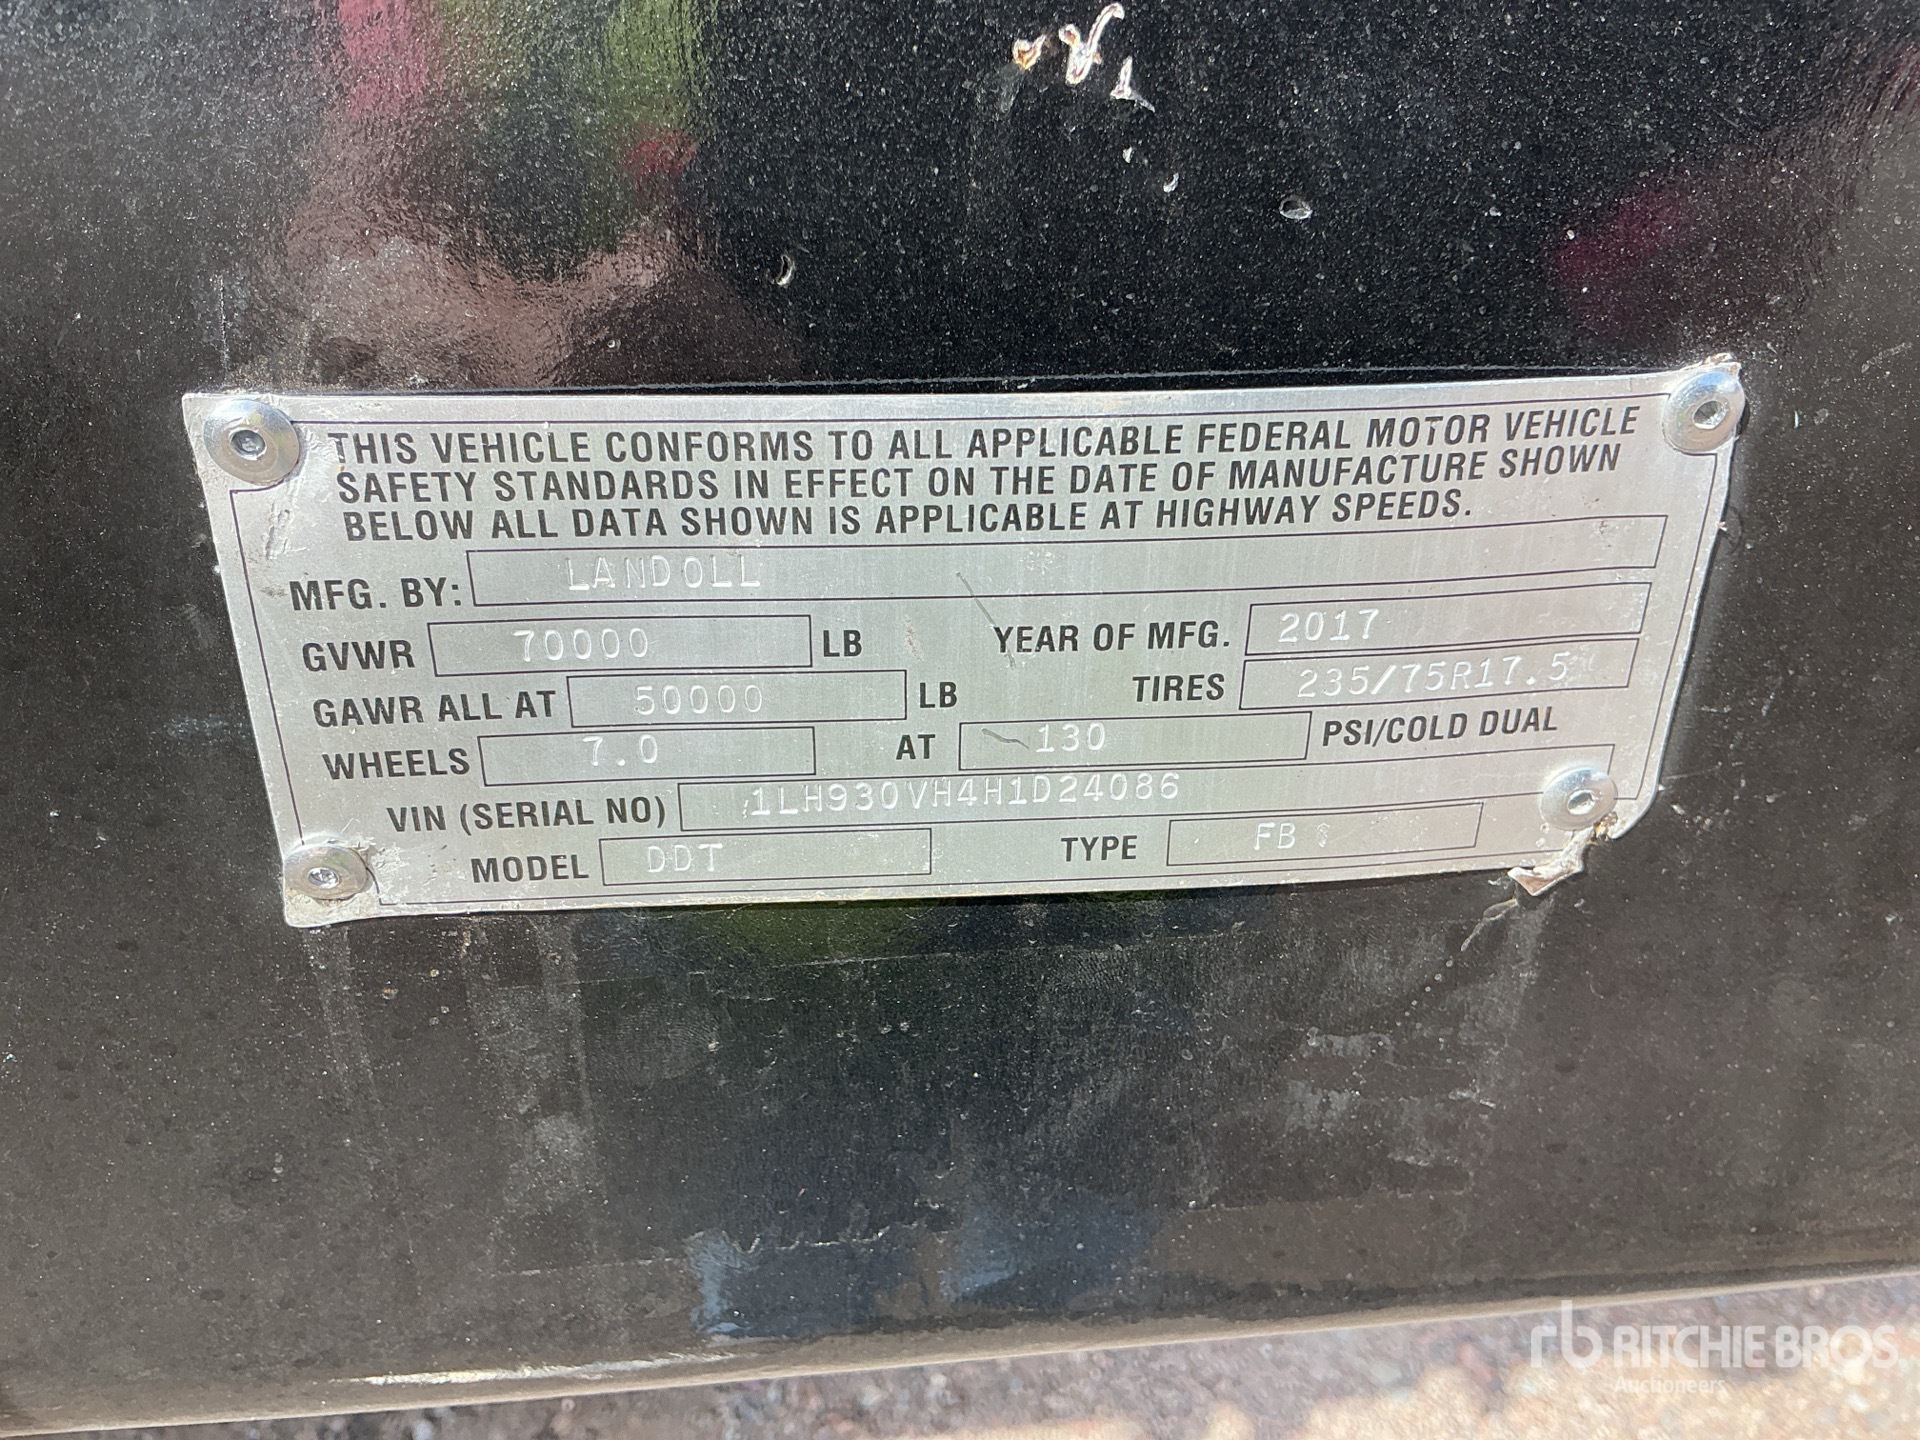 THIS VEHICLE CONFORMS TO ALL APPLICABLE FEDERAL MOTOR VEHICLE
SAFETY STANDARDS IN EFFECT ON THE DATE OF MANUFACTURE SHOWN
BELOW ALL DATA SHOWN IS APPLICABLE AT HIGHWAY SPEEDS.
MFG. BY: LANDOLL
GVWR 70000 LB YEAR OF MFG. 2017
GAWR ALL AT 50000 LB TIRES 235/75R17.5
WHEELS 7.0 AT 130 PSI/COLD DUAL
VIN (SERIAL NO) 1LH930VH4H1D24086
MODEL DDT TYPE FB
rb RITCHIE BROS.
Auctioneers